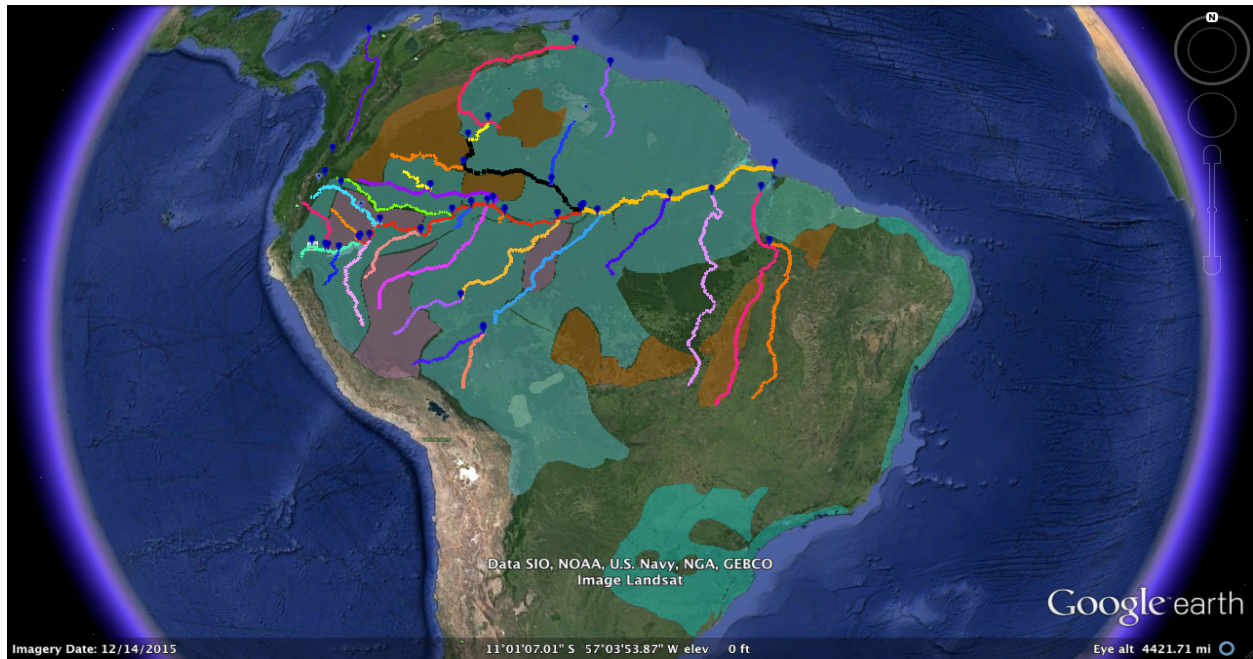 N
Data SIO, NOAA, U.S. Navy, NGA, GEBCO
Image Landsat
Google earth
Imagery Date: 12/14/2015 11°01'07.01" S 57°03'53.87" W elev 0 ft Eye alt 4421.71 mi